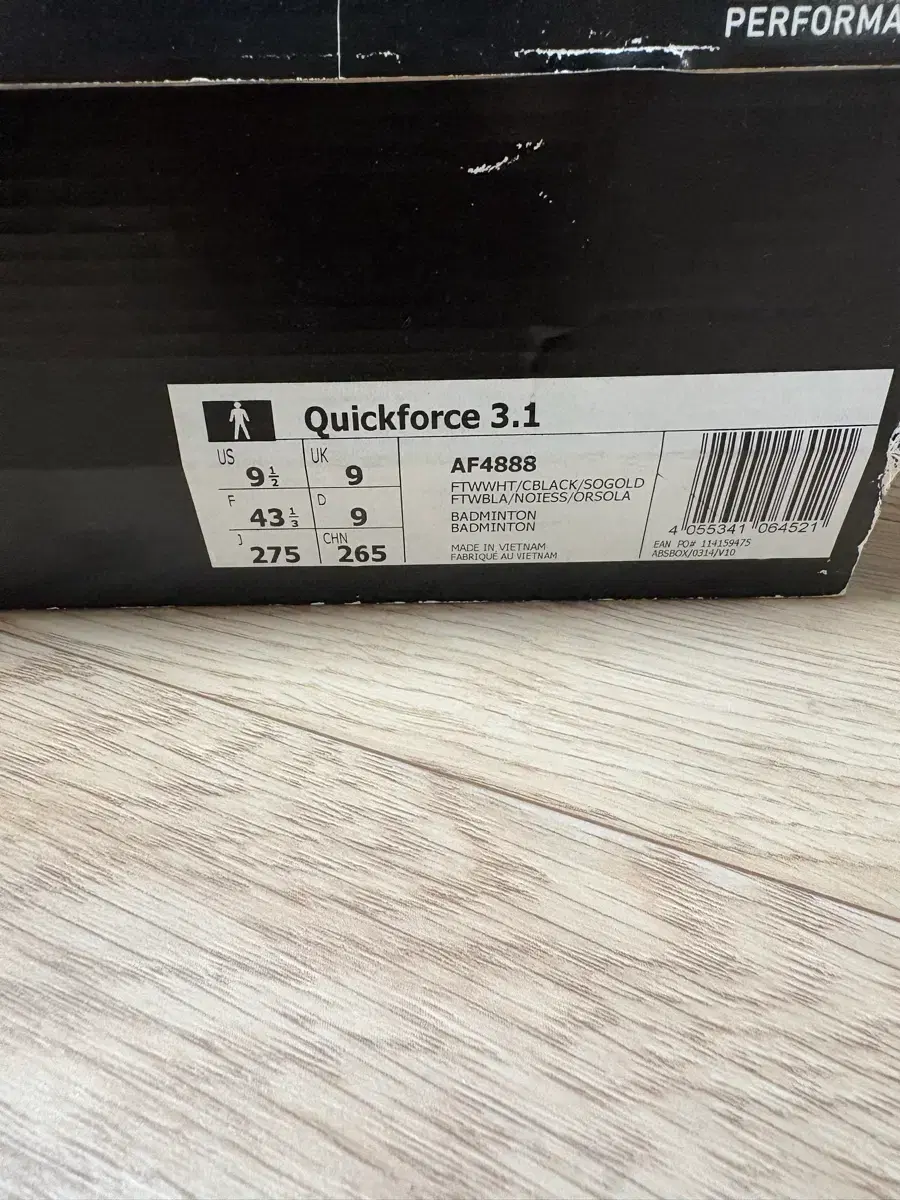 PERFORMA
Quickforce 3.1
US 9½ UK 9
F 43⅓ D 9
J 275 CHN 265
AF4888
FTWWHT/CBLACK/SOGOLD
FTWBLA/NOIESS/ORSOLA
BADMINTON
BADMINTON
MADE IN VIETNAM
FABRIQUE AU VIETNAM
4 055341 064521
EAN PO# 114159475
ABSBOX/0314/V10